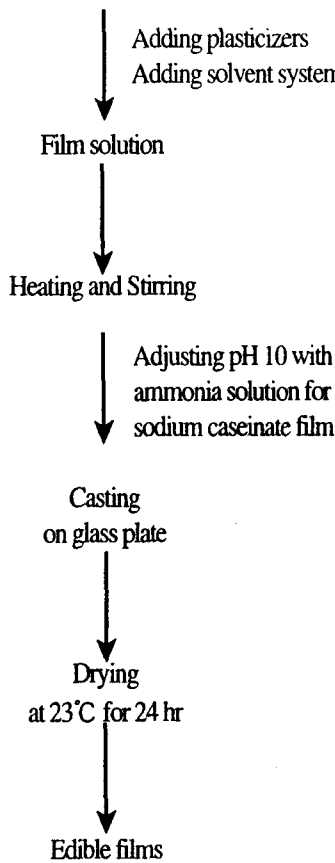 Adding plasticizers
Adding solvent system
Film solution
Heating and Stirring
Adjusting pH 10 with
ammonia solution for
sodium caseinate film
Casting
on glass plate
Drying
at 23℃ for 24 hr
Edible films